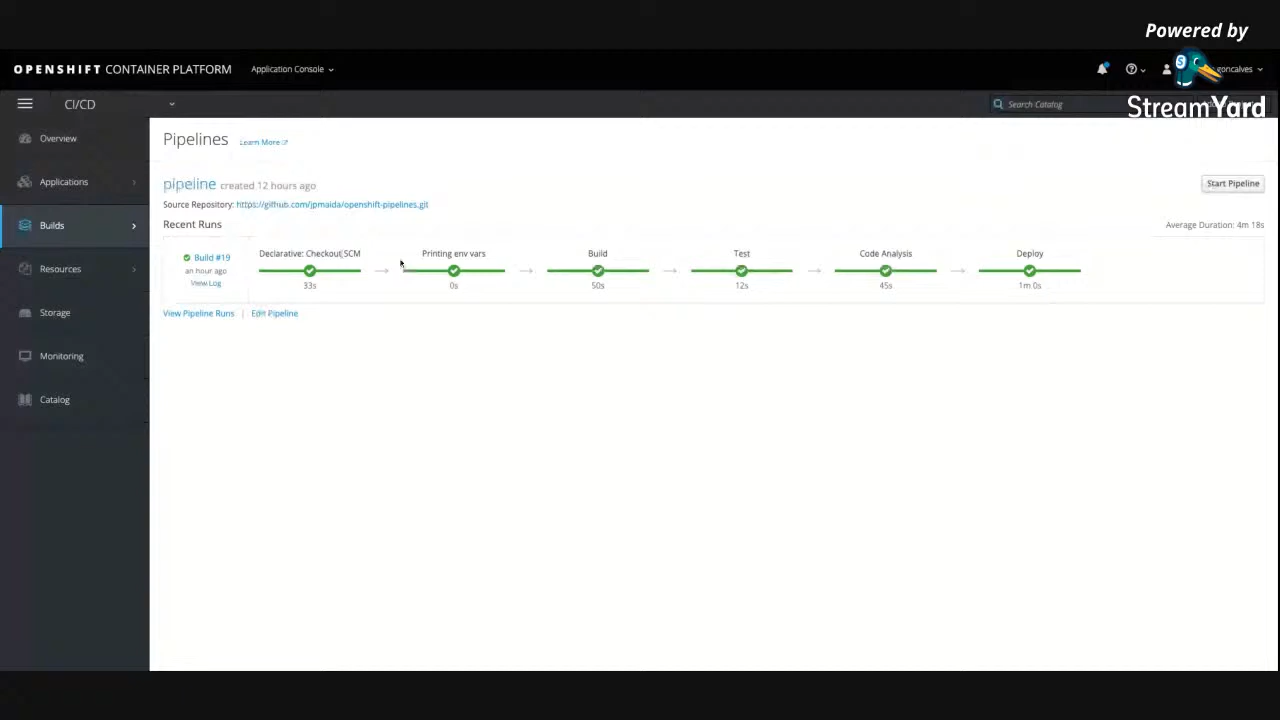 Powered by
StreamYard
OPENSHIFT CONTAINER PLATFORM
Application Console
goncalves
CI/CD
Search Catalog
Overview
Applications
Builds
Resources
Storage
Monitoring
Catalog
Pipelines
Learn More
pipeline created 12 hours ago
Start Pipeline
Source Repository: https://github.com/jpmaida/openshift-pipelines.git
Recent Runs
Average Duration: 4m 18s
Build #19
an hour ago
View Log
Declarative: Checkout SCM
33s
Printing env vars
0s
Build
50s
Test
12s
Code Analysis
45s
Deploy
1m 0s
View Pipeline Runs | Edit Pipeline